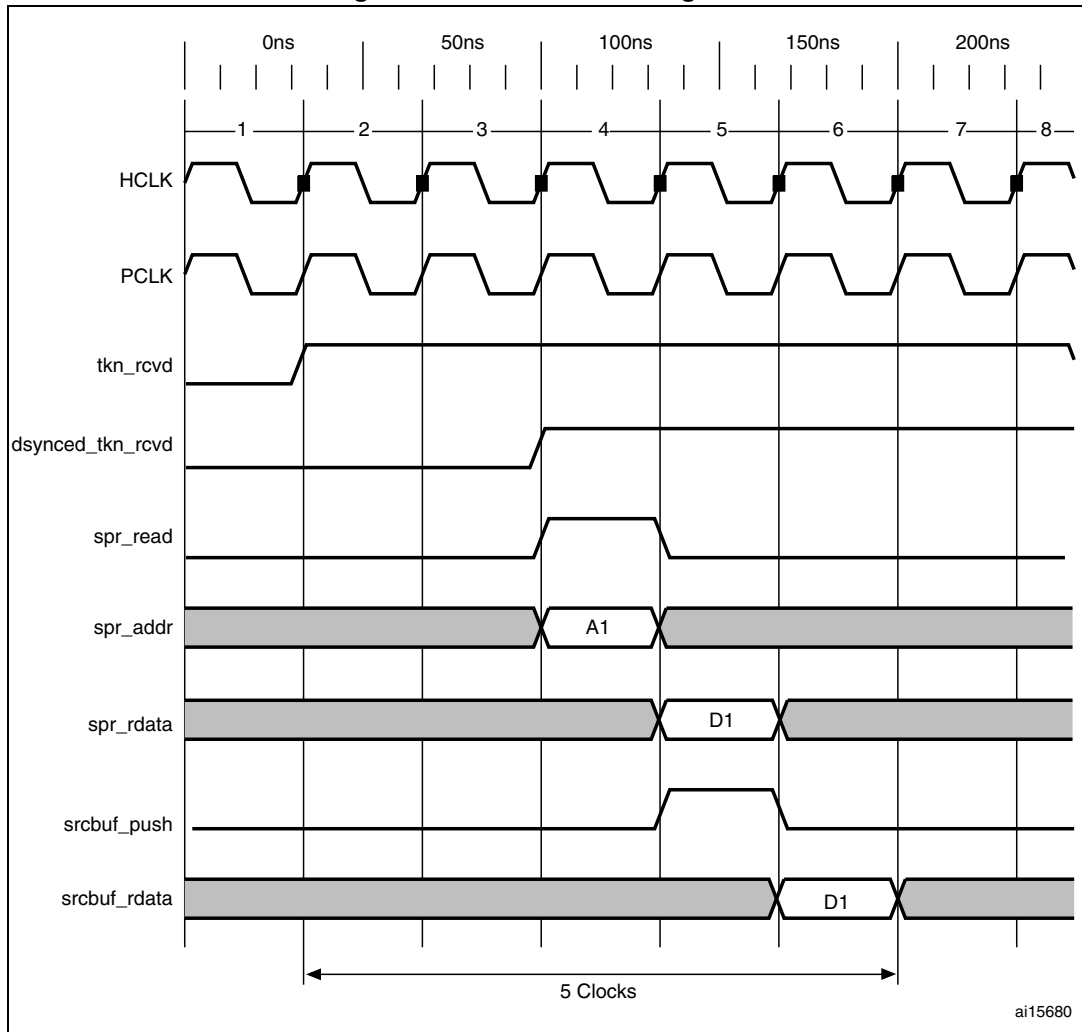 0ns 50ns 100ns 150ns 200ns
1 2 3 4 5 6 7 8
HCLK
PCLK
tkn_rcvd
dsynced_tkn_rcvd
spr_read
spr_addr A1
spr_rdata D1
srcbuf_push
srcbuf_rdata D1
5 Clocks
ai15680